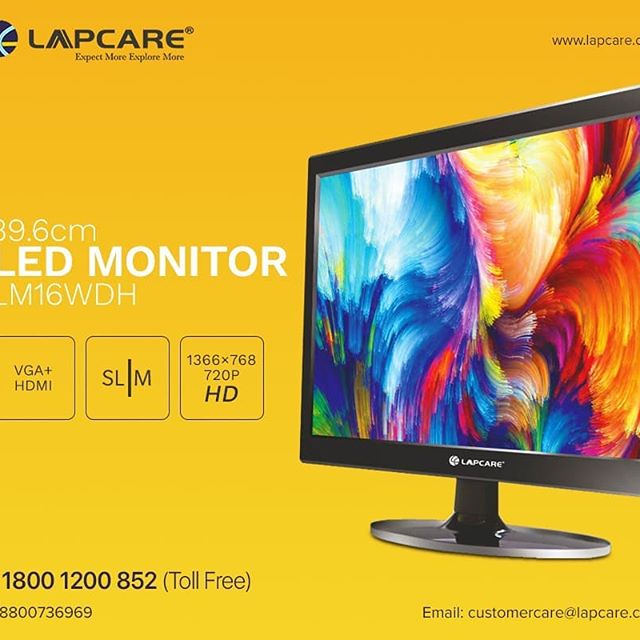 LAPCARE®
Expect More Explore More
www.lapcare.c
39.6cm
LED MONITOR
LM16WDH
VGA+
HDMI
SLIM
1366×768
720P
HD
LAPCARE®
1800 1200 852 (Toll Free)
8800736969
Email: customercare@lapcare.c